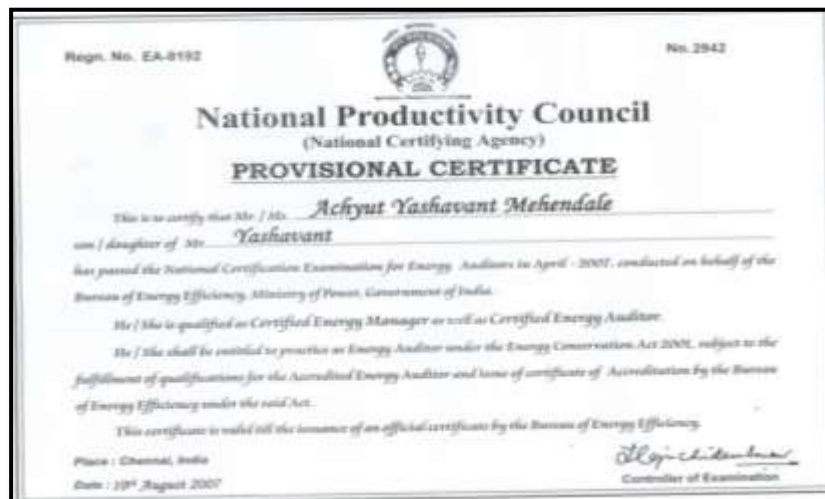 Regn. No. EA-8192
No. 2942
National Productivity Council
(National Certifying Agency)
PROVISIONAL CERTIFICATE
This is to certify that Mr. / Ms. Achyut Yashavant Mehendale
son / daughter of Mr. Yashavant
has passed the National Certification Examination for Energy Auditors in April - 2007, conducted on behalf of the
Bureau of Energy Efficiency, Ministry of Power, Government of India.
He / She is qualified as Certified Energy Manager as well as Certified Energy Auditor.
He / She shall be entitled to practice as Energy Auditor under the Energy Conservation Act 2001, subject to the
fulfillment of qualifications for the Accredited Energy Auditor and issue of certificate of Accreditation by the Bureau
of Energy Efficiency under the said Act.
This certificate is valid till the issuance of an official certificate by the Bureau of Energy Efficiency.
Place : Chennai, India
Controller of Examination
Date : 10th August 2007